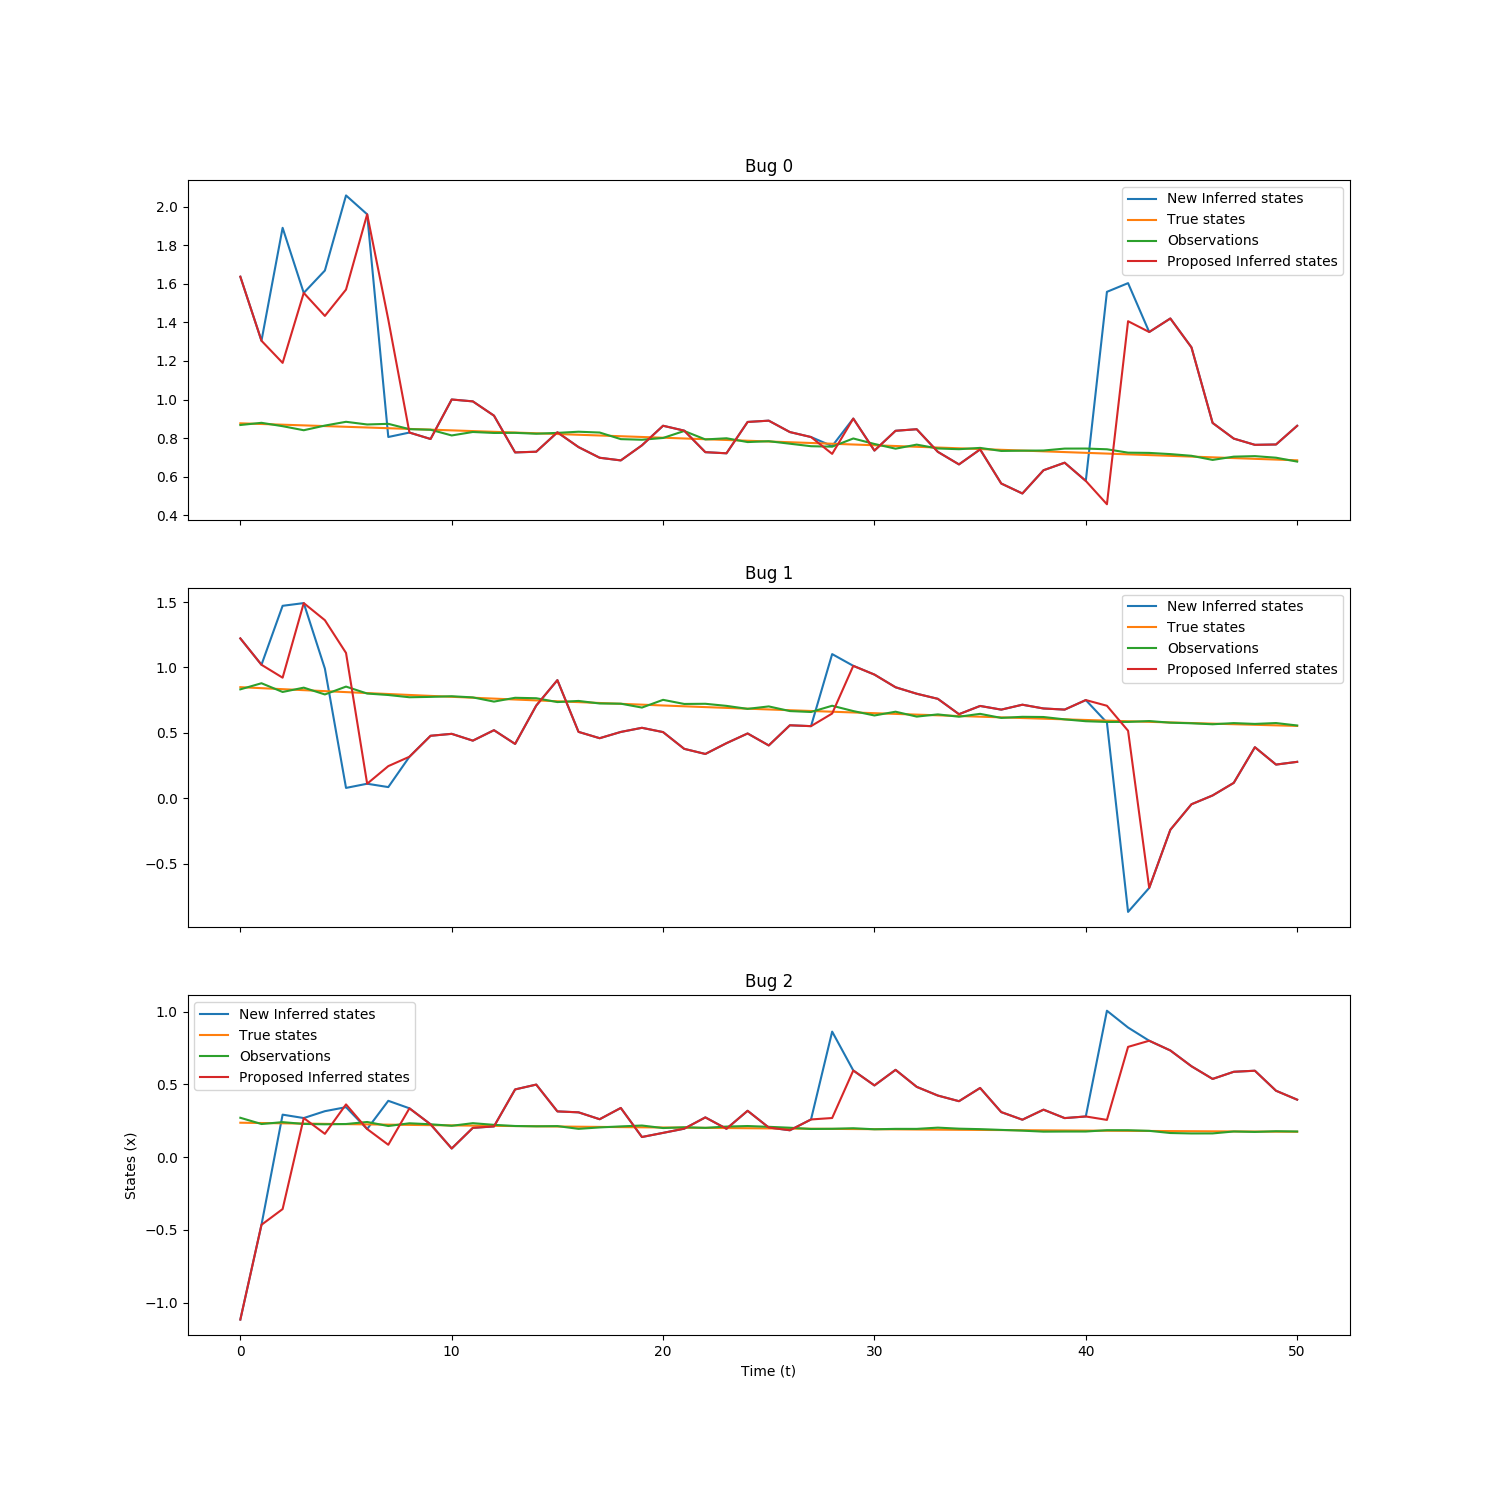 Bug 0
New Inferred states
True states
Observations
Proposed Inferred states
2.0
1.8
1.6
1.4
1.2
1.0
0.8
0.6
0.4
Bug 1
New Inferred states
True states
Observations
Proposed Inferred states
1.5
1.0
0.5
0.0
−0.5
Bug 2
New Inferred states
True states
Observations
Proposed Inferred states
1.0
0.5
0.0
−0.5
−1.0
States (x)
0 10 20 30 40 50
Time (t)